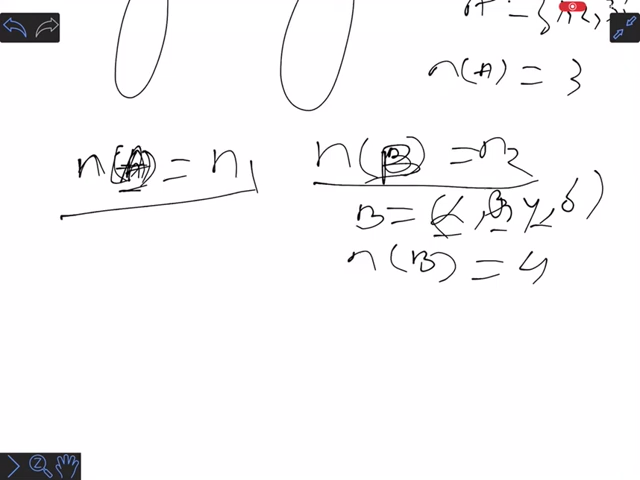 n(A) = 3
n(A) = n₁
n(B) = n₂
B = (α, β, γ, δ)
n(B) = 4